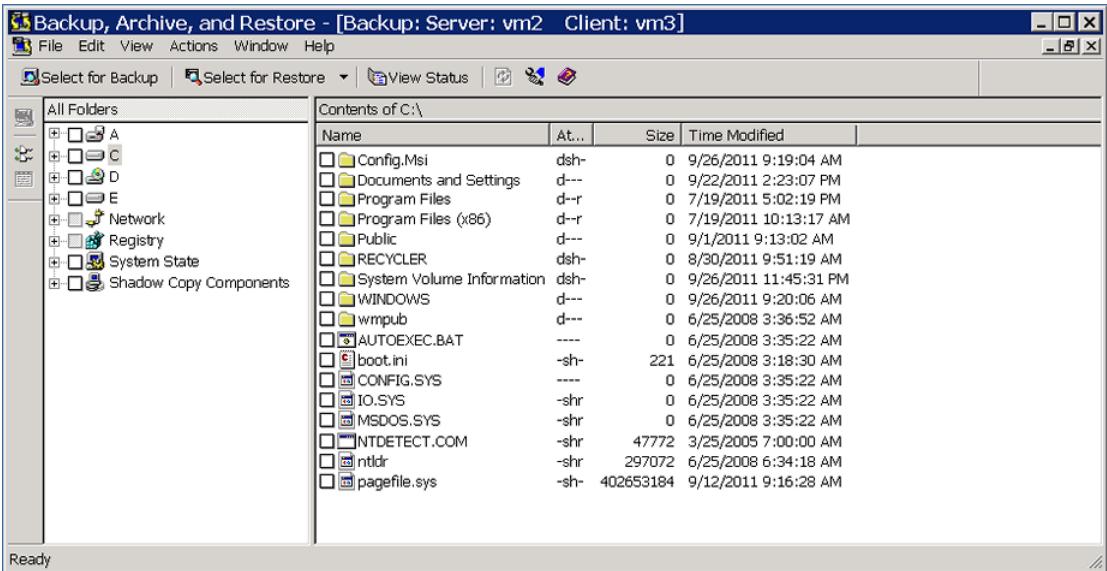 Backup, Archive, and Restore - [Backup: Server: vm2 Client: vm3]
File Edit View Actions Window Help
Select for Backup Select for Restore View Status
All Folders Contents of C:\
Name At... Size Time Modified
A
C
D
E
Network
Registry
System State
Shadow Copy Components
Config.Msi dsh- 0 9/26/2011 9:19:04 AM
Documents and Settings d--- 0 9/22/2011 2:23:07 PM
Program Files d--r 0 7/19/2011 5:02:19 PM
Program Files (x86) d--r 0 7/19/2011 10:13:17 AM
Public d--- 0 9/1/2011 9:13:02 AM
RECYCLER dsh- 0 8/30/2011 9:51:19 AM
System Volume Information dsh- 0 9/26/2011 11:45:31 PM
WINDOWS d--- 0 9/26/2011 9:20:06 AM
wmpub d--- 0 6/25/2008 3:36:52 AM
AUTOEXEC.BAT ---- 0 6/25/2008 3:35:22 AM
boot.ini -sh- 221 6/25/2008 3:18:30 AM
CONFIG.SYS ---- 0 6/25/2008 3:35:22 AM
IO.SYS -shr 0 6/25/2008 3:35:22 AM
MSDOS.SYS -shr 0 6/25/2008 3:35:22 AM
NTDETECT.COM -shr 47772 3/25/2005 7:00:00 AM
ntldr -shr 297072 6/25/2008 6:34:18 AM
pagefile.sys -sh- 402653184 9/12/2011 9:16:28 AM
Ready